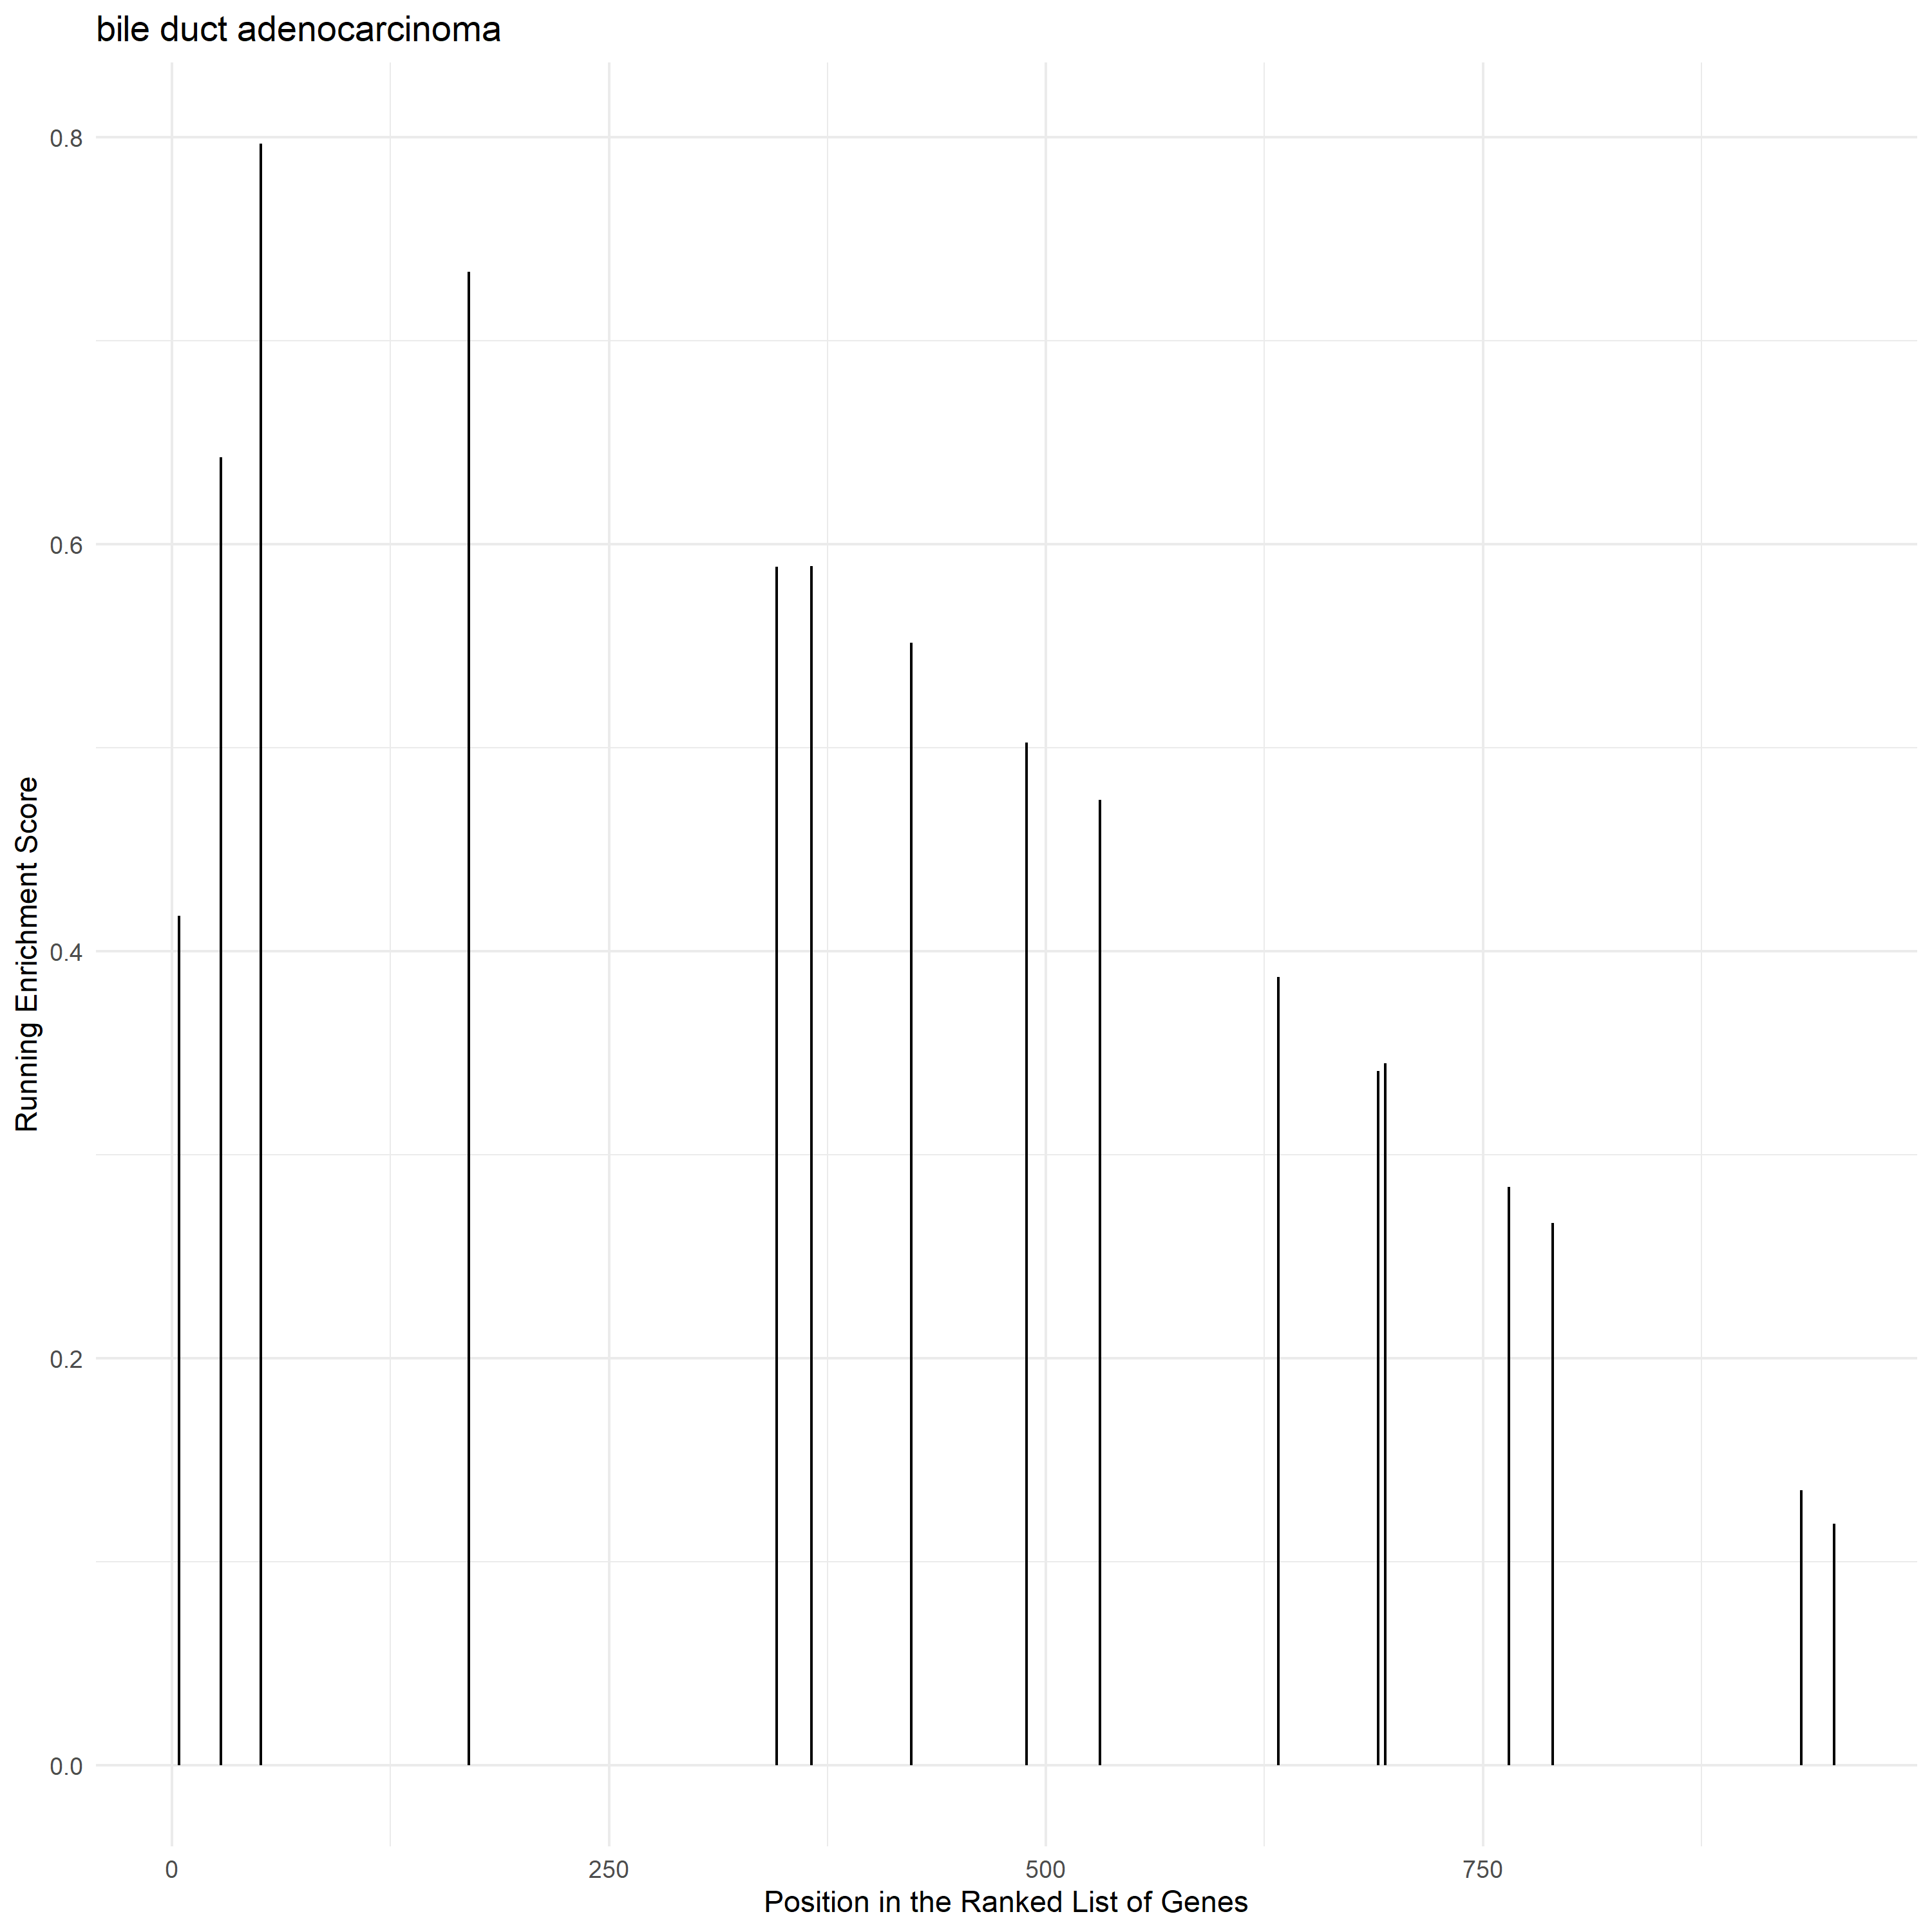 bile duct adenocarcinoma
0.8
0.6
0.4
0.2
0.0
Running Enrichment Score
0 250 500 750
Position in the Ranked List of Genes